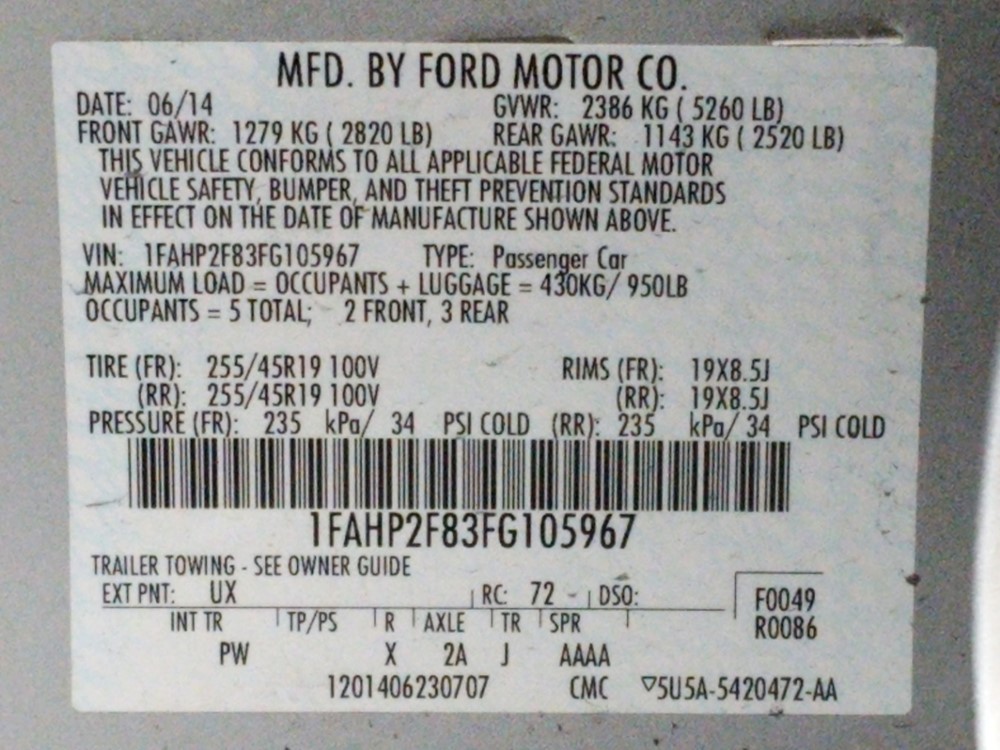 MFD. BY FORD MOTOR CO.
DATE: 06/14 GVWR: 2386 KG ( 5260 LB)
FRONT GAWR: 1279 KG ( 2820 LB) REAR GAWR: 1143 KG ( 2520 LB)
THIS VEHICLE CONFORMS TO ALL APPLICABLE FEDERAL MOTOR
VEHICLE SAFETY, BUMPER, AND THEFT PREVENTION STANDARDS
IN EFFECT ON THE DATE OF MANUFACTURE SHOWN ABOVE.
VIN: 1FAHP2F83FG105967 TYPE: Passenger Car
MAXIMUM LOAD = OCCUPANTS + LUGGAGE = 430KG/ 950LB
OCCUPANTS = 5 TOTAL; 2 FRONT, 3 REAR
TIRE (FR): 255/45R19 100V RIMS (FR): 19X8.5J
(RR): 255/45R19 100V (RR): 19X8.5J
PRESSURE (FR): 235 kPa/ 34 PSI COLD (RR): 235 kPa/ 34 PSI COLD
1FAHP2F83FG105967
TRAILER TOWING - SEE OWNER GUIDE
EXT PNT: UX RC: 72 DSO: F0049
INT TR TP/PS R AXLE TR SPR R0086
PW X 2A J AAAA
1201406230707 CMC ▽5U5A-5420472-AA